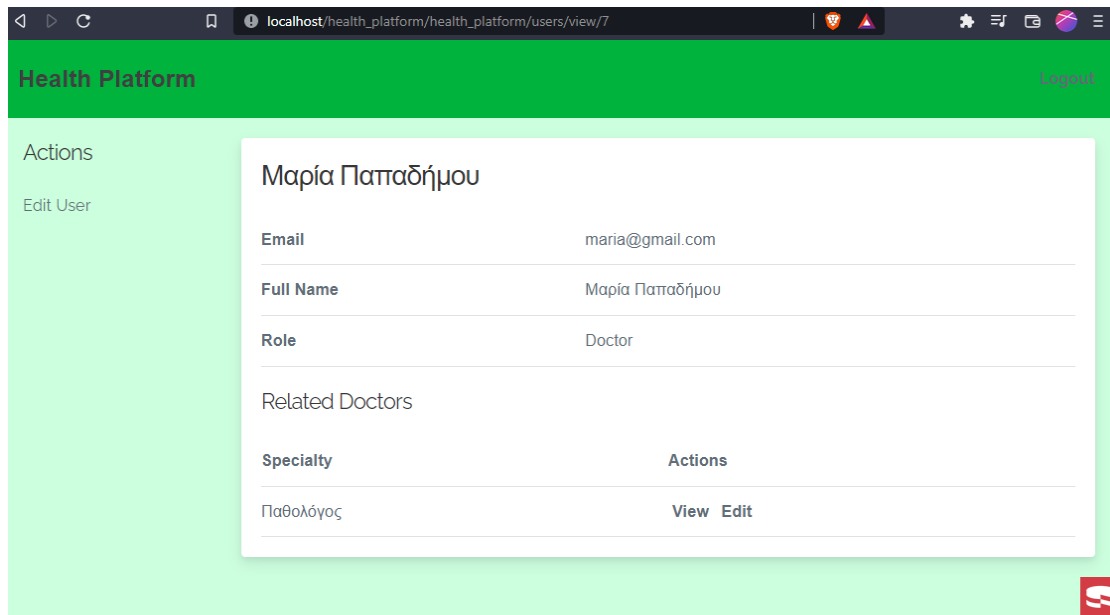 localhost/health_platform/health_platform/users/view/7
Health Platform
Logout
Actions
Edit User
Μαρία Παπαδήμου
Email maria@gmail.com
Full Name Μαρία Παπαδήμου
Role Doctor
Related Doctors
Specialty Actions
Παθολόγος View Edit